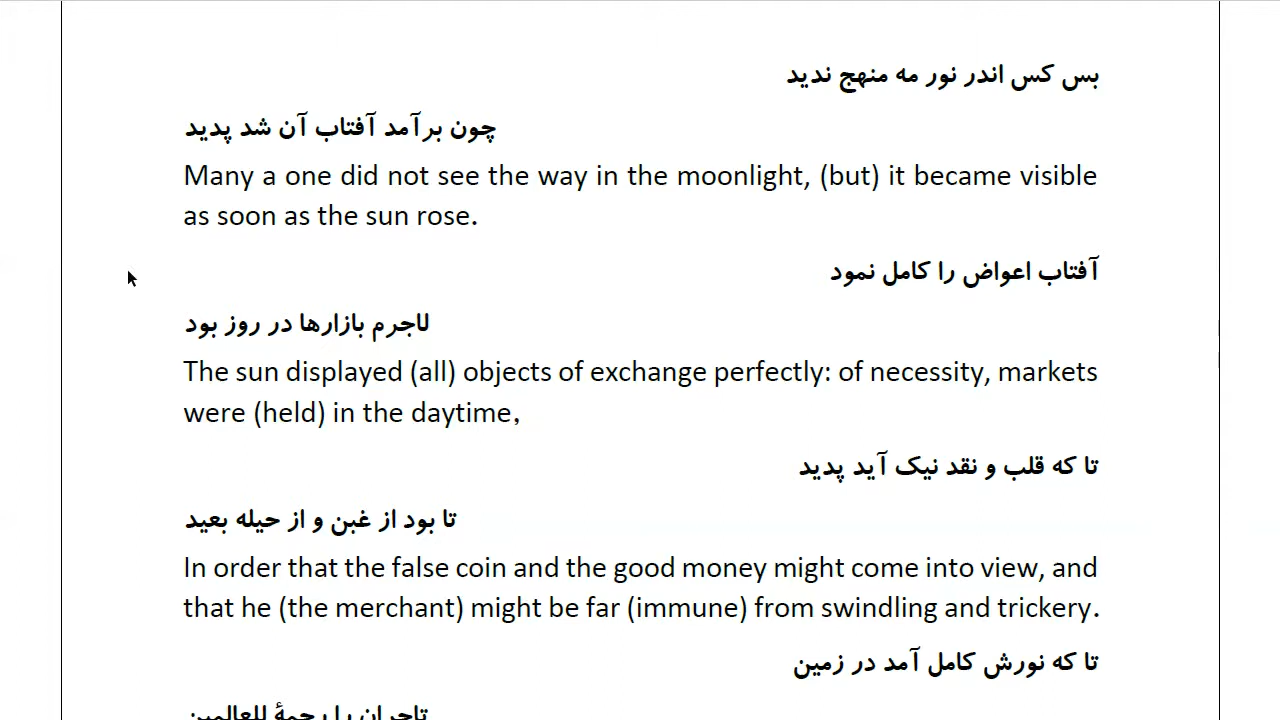 بس کس اندر نور مه منهج ندید
چون برآمد آفتاب آن شد پدید
Many a one did not see the way in the moonlight, (but) it became visible
as soon as the sun rose.
آفتاب اعواض را کامل نمود
لاجرم بازارها در روز بود
The sun displayed (all) objects of exchange perfectly: of necessity, markets
were (held) in the daytime,
تا که قلب و نقد نیک آید پدید
تا بود از غبن و از حیله بعید
In order that the false coin and the good money might come into view, and
that he (the merchant) might be far (immune) from swindling and trickery.
تا که نورش کامل آمد در زمین
تاجران را رحمةً للعالمین